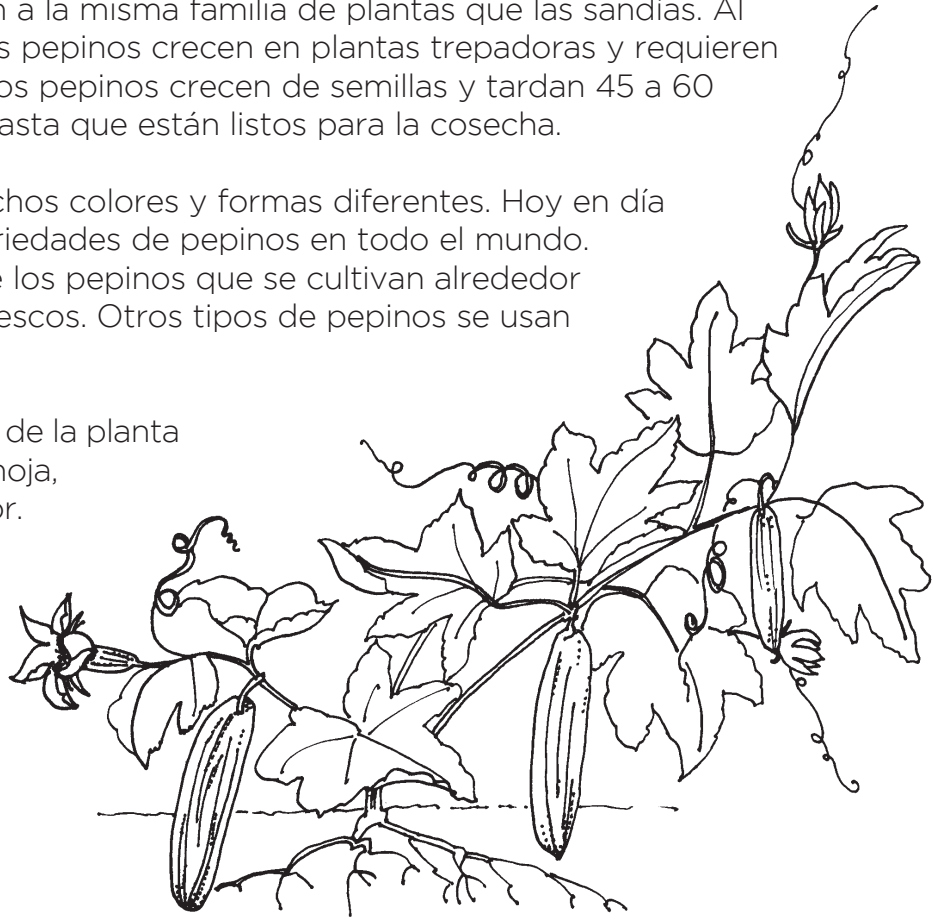 n a la misma familia de plantas que las sandías. Al
s pepinos crecen en plantas trepadoras y requieren
os pepinos crecen de semillas y tardan 45 a 60
asta que están listos para la cosecha.
chos colores y formas diferentes. Hoy en día
riedades de pepinos en todo el mundo.
e los pepinos que se cultivan alrededor
escos. Otros tipos de pepinos se usan
de la planta
hoja,
or.